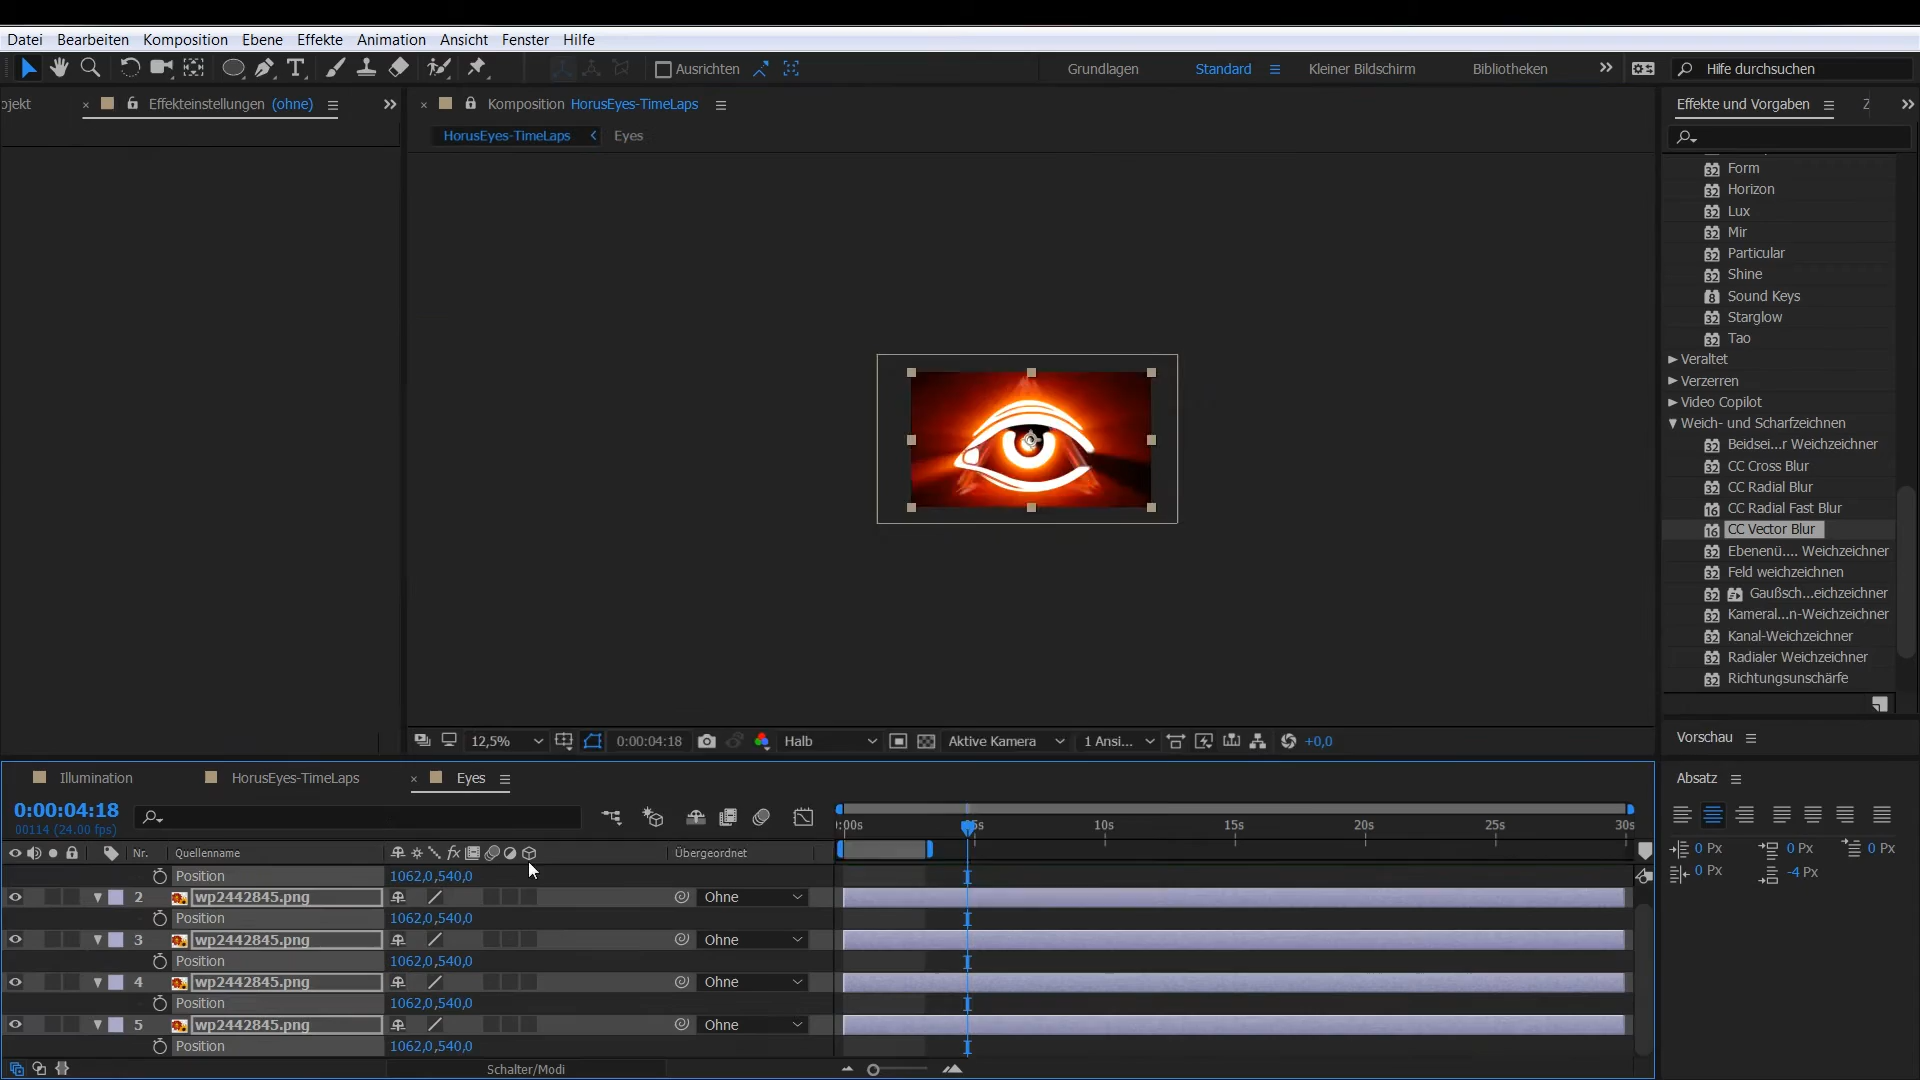 Datei Bearbeiten Komposition Ebene Effekte Animation Ansicht Fenster Hilfe
Ausrichten Grundlagen Standard Kleiner Bildschirm Bibliotheken Hilfe durchsuchen
ojekt Effekteinstellungen (ohne) Komposition HorusEyes-TimeLaps Effekte und Vorgaben
HorusEyes-TimeLaps Eyes
Form
Horizon
Lux
Mir
Particular
Shine
Sound Keys
Starglow
Tao
Veraltet
Verzerren
Video Copilot
Weich- und Scharfzeichnen
Beidsei...r Weichzeichner
CC Cross Blur
CC Radial Blur
CC Radial Fast Blur
CC Vector Blur
Ebenenü.... Weichzeichner
Feld weichzeichnen
Gaußsch...eichzeichner
Kameral...n-Weichzeichner
Kanal-Weichzeichner
Radialer Weichzeichner
Richtungsunschärfe
12,5% 0:00:04:18 Halb Aktive Kamera 1 Ansi... +0,0
Vorschau
Illumination HorusEyes-TimeLaps Eyes
Absatz
0:00:04:18
00114 (24.00 fps)
05s 10s 15s 20s 25s 30s
Nr. Quellenname Übergeordnet
0 Px 0 Px 0 Px
0 Px -4 Px
Position 1062,0,540,0
2 wp2442845.png Ohne
Position 1062,0,540,0
3 wp2442845.png Ohne
Position 1062,0,540,0
4 wp2442845.png Ohne
Position 1062,0,540,0
5 wp2442845.png Ohne
Position 1062,0,540,0
Schalter/Modi